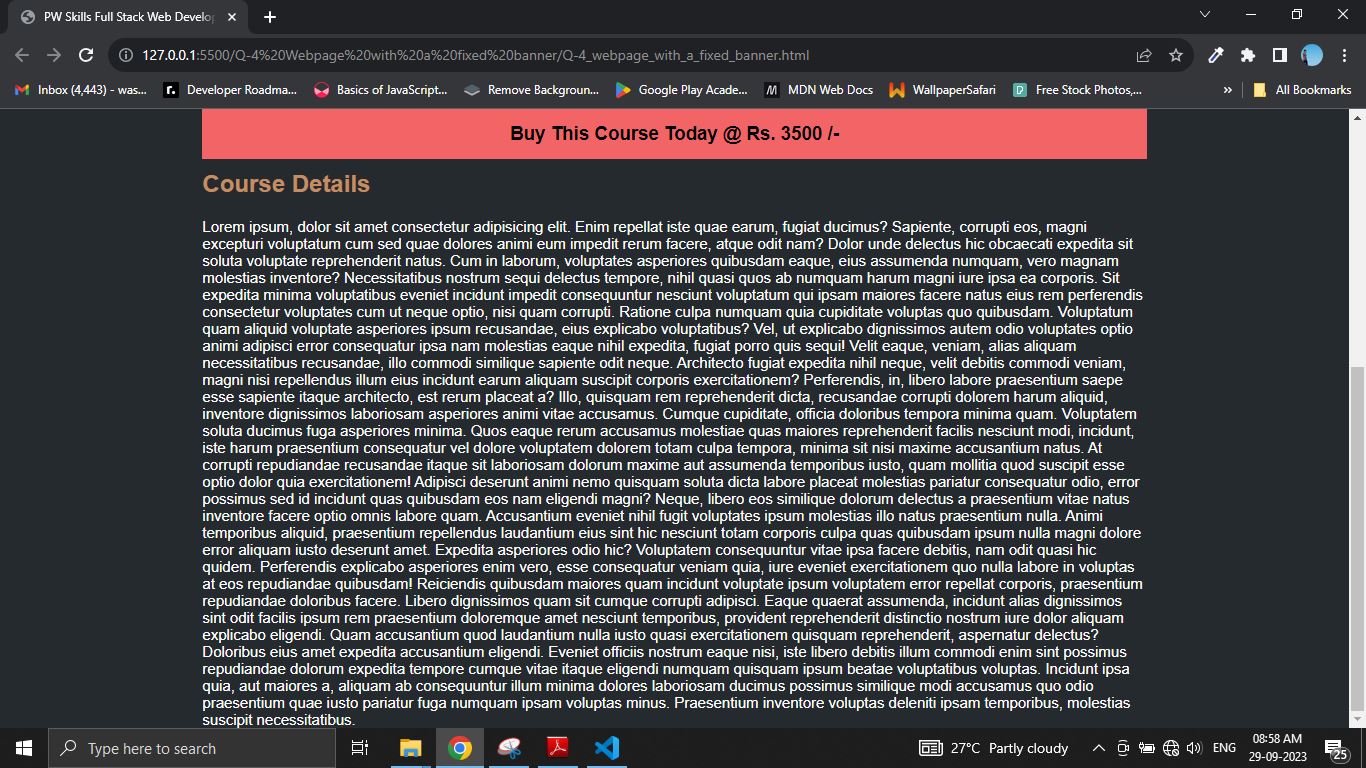 PW Skills Full Stack Web Develop
127.0.0.1:5500/Q-4%20Webpage%20with%20a%20fixed%20banner/Q-4_webpage_with_a_fixed_banner.html
Inbox (4,443) - was... Developer Roadma... Basics of JavaScript... Remove Backgroun... Google Play Acade... MDN Web Docs WallpaperSafari Free Stock Photos,... » All Bookmarks
Buy This Course Today @ Rs. 3500 /-
Course Details
Lorem ipsum, dolor sit amet consectetur adipisicing elit. Enim repellat iste quae earum, fugiat ducimus? Sapiente, corrupti eos, magni
excepturi voluptatum cum sed quae dolores animi eum impedit rerum facere, atque odit nam? Dolor unde delectus hic obcaecati expedita sit
soluta voluptate reprehenderit natus. Cum in laborum, voluptates asperiores quibusdam eaque, eius assumenda numquam, vero magnam
molestias inventore? Necessitatibus nostrum sequi delectus tempore, nihil quasi quos ab numquam harum magni iure ipsa ea corporis. Sit
expedita minima voluptatibus eveniet incidunt impedit consequuntur nesciunt voluptatum qui ipsam maiores facere natus eius rem perferendis
consectetur voluptates cum ut neque optio, nisi quam corrupti. Ratione culpa numquam quia cupiditate voluptas quo quibusdam. Voluptatum
quam aliquid voluptate asperiores ipsum recusandae, eius explicabo voluptatibus? Vel, ut explicabo dignissimos autem odio voluptates optio
animi adipisci error consequatur ipsa nam molestias eaque nihil expedita, fugiat porro quis sequi! Velit eaque, veniam, alias aliquam
necessitatibus recusandae, illo commodi similique sapiente odit neque. Architecto fugiat expedita nihil neque, velit debitis commodi veniam,
magni nisi repellendus illum eius incidunt earum aliquam suscipit corporis exercitationem? Perferendis, in, libero labore praesentium saepe
esse sapiente itaque architecto, est rerum placeat a? Illo, quisquam rem reprehenderit dicta, recusandae corrupti dolorem harum aliquid,
inventore dignissimos laboriosam asperiores animi vitae accusamus. Cumque cupiditate, officia doloribus tempora minima quam. Voluptatem
soluta ducimus fuga asperiores minima. Quos eaque rerum accusamus molestiae quas maiores reprehenderit facilis nesciunt modi, incidunt,
iste harum praesentium consequatur vel dolore voluptatem dolorem totam culpa tempora, minima sit nisi maxime accusantium natus. At
corrupti repudiandae recusandae itaque sit laboriosam dolorum maxime aut assumenda temporibus iusto, quam mollitia quod suscipit esse
optio dolor quia exercitationem! Adipisci deserunt animi nemo quisquam soluta dicta labore placeat molestias pariatur consequatur odio, error
possimus sed id incidunt quas quibusdam eos nam eligendi magni? Neque, libero eos similique dolorum delectus a praesentium vitae natus
inventore facere optio omnis labore quam. Accusantium eveniet nihil fugit voluptates ipsum molestias illo natus praesentium nulla. Animi
temporibus aliquid, praesentium repellendus laudantium eius sint hic nesciunt totam corporis culpa quas quibusdam ipsum nulla magni dolore
error aliquam iusto deserunt amet. Expedita asperiores odio hic? Voluptatem consequuntur vitae ipsa facere debitis, nam odit quasi hic
quidem. Perferendis explicabo asperiores enim vero, esse consequatur veniam quia, iure eveniet exercitationem quo nulla labore in voluptas
at eos repudiandae quibusdam! Reiciendis quibusdam maiores quam incidunt voluptate ipsum voluptatem error repellat corporis, praesentium
repudiandae doloribus facere. Libero dignissimos quam sit cumque corrupti adipisci. Eaque quaerat assumenda, incidunt alias dignissimos
sint odit facilis ipsum rem praesentium doloremque amet nesciunt temporibus, provident reprehenderit distinctio nostrum iure dolor aliquam
explicabo eligendi. Quam accusantium quod laudantium nulla iusto quasi exercitationem quisquam reprehenderit, aspernatur delectus?
Doloribus eius amet expedita accusantium eligendi. Eveniet officiis nostrum eaque nisi, iste libero debitis illum commodi enim sint possimus
repudiandae dolorum expedita tempore cumque vitae itaque eligendi numquam quisquam ipsum beatae voluptatibus voluptas. Incidunt ipsa
quia, aut maiores a, aliquam ab consequuntur illum minima dolores laboriosam ducimus possimus similique modi accusamus quo odio
praesentium quae iusto pariatur fuga numquam ipsam voluptas minus. Praesentium inventore voluptas deleniti ipsam temporibus, molestias
suscipit necessitatibus.
Type here to search 27°C Partly cloudy ENG 08:58 AM
29-09-2023 25